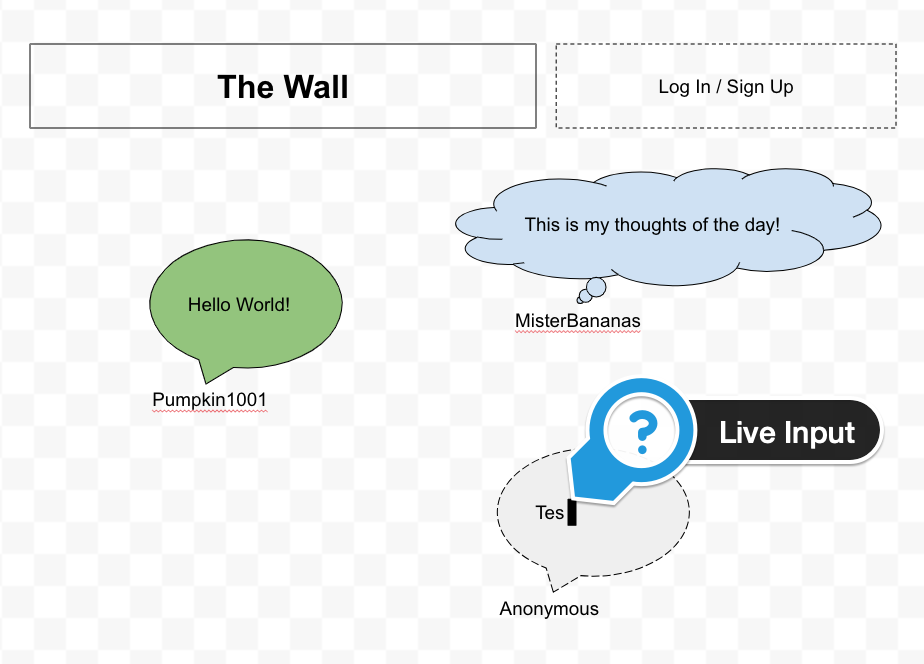 The Wall
Log In / Sign Up
This is my thoughts of the day!
Hello World!
MisterBananas
Pumpkin1001
?
Live Input
Tes
Anonymous